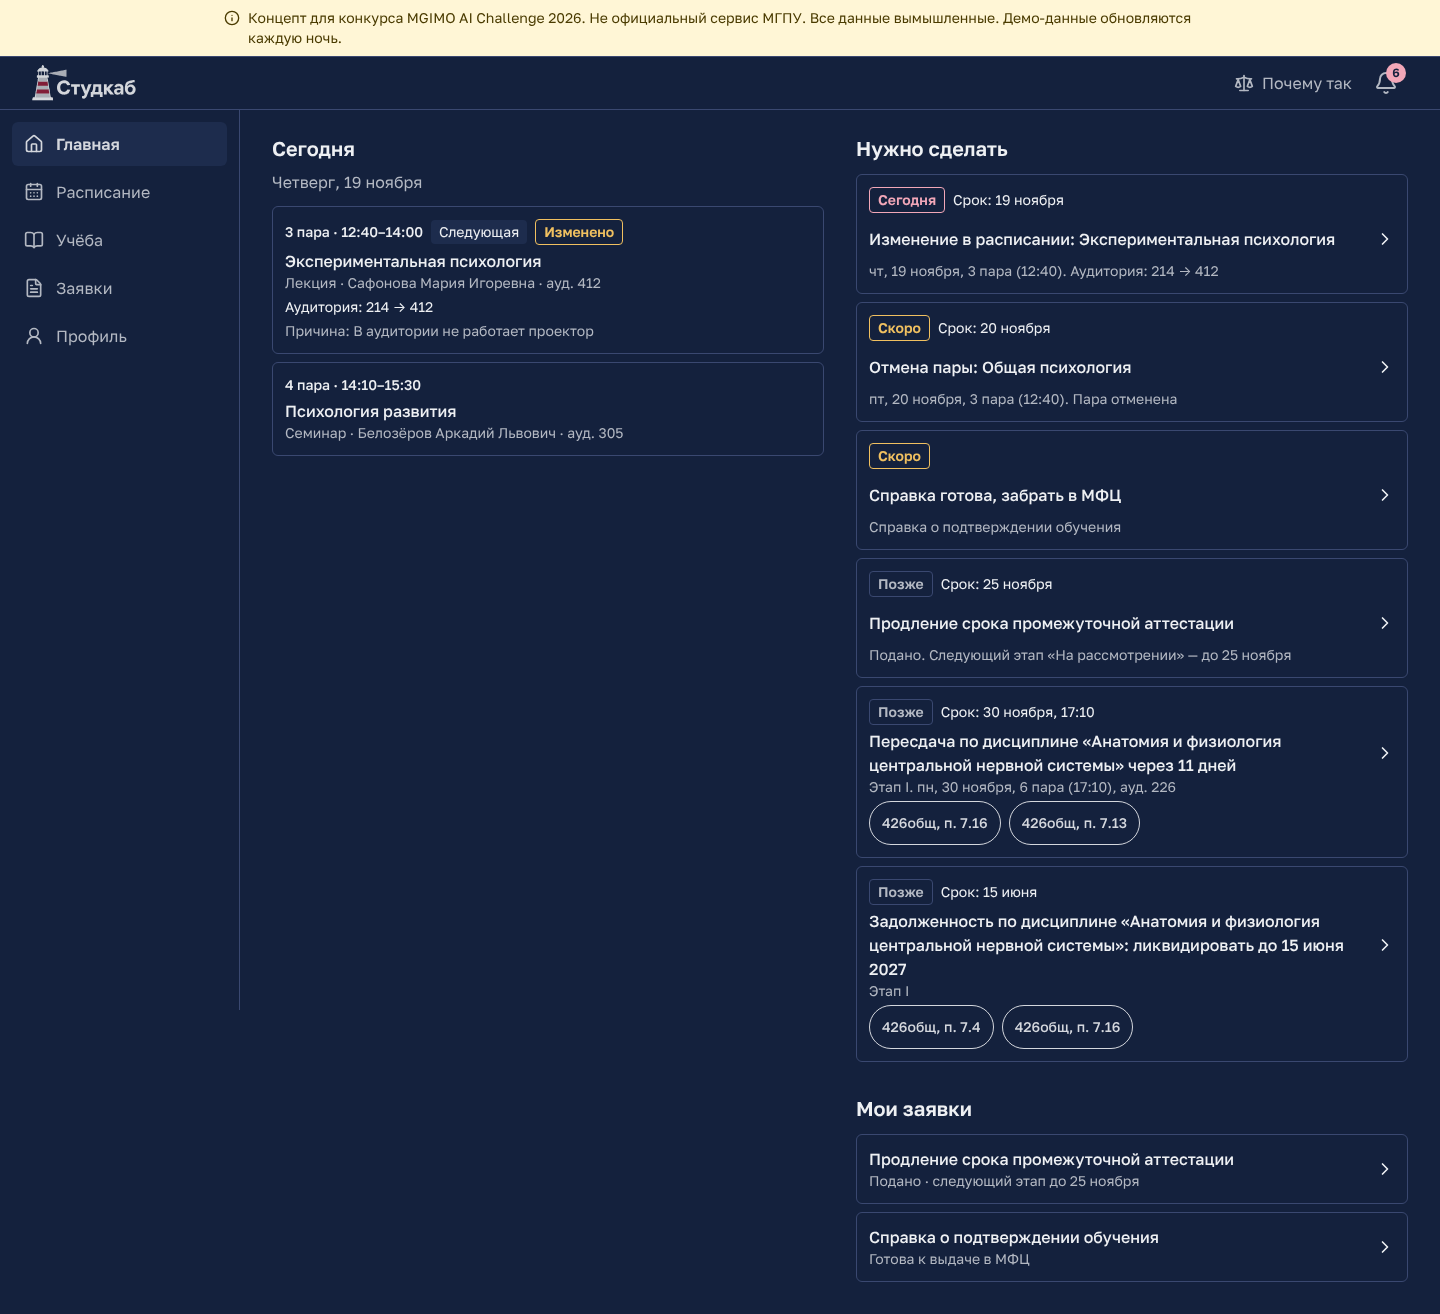 Концепт для конкурса MGIMO AI Challenge 2026. Не официальный сервис МГПУ. Все данные вымышленные. Демо-данные обновляются
каждую ночь.
Студкаб
Почему так
6
Главная
Расписание
Учёба
Заявки
Профиль
Сегодня
Четверг, 19 ноября
3 пара · 12:40–14:00 Следующая Изменено
Экспериментальная психология
Лекция · Сафонова Мария Игоревна · ауд. 412
Аудитория: 214 → 412
Причина: В аудитории не работает проектор
4 пара · 14:10–15:30
Психология развития
Семинар · Белозёров Аркадий Львович · ауд. 305
Нужно сделать
Сегодня Срок: 19 ноября
Изменение в расписании: Экспериментальная психология
чт, 19 ноября, 3 пара (12:40). Аудитория: 214 → 412
Скоро Срок: 20 ноября
Отмена пары: Общая психология
пт, 20 ноября, 3 пара (12:40). Пара отменена
Скоро
Справка готова, забрать в МФЦ
Справка о подтверждении обучения
Позже Срок: 25 ноября
Продление срока промежуточной аттестации
Подано. Следующий этап «На рассмотрении» — до 25 ноября
Позже Срок: 30 ноября, 17:10
Пересдача по дисциплине «Анатомия и физиология
центральной нервной системы» через 11 дней
Этап I. пн, 30 ноября, 6 пара (17:10), ауд. 226
426общ, п. 7.16 426общ, п. 7.13
Позже Срок: 15 июня
Задолженность по дисциплине «Анатомия и физиология
центральной нервной системы»: ликвидировать до 15 июня
2027
Этап I
426общ, п. 7.4 426общ, п. 7.16
Мои заявки
Продление срока промежуточной аттестации
Подано · следующий этап до 25 ноября
Справка о подтверждении обучения
Готова к выдаче в МФЦ